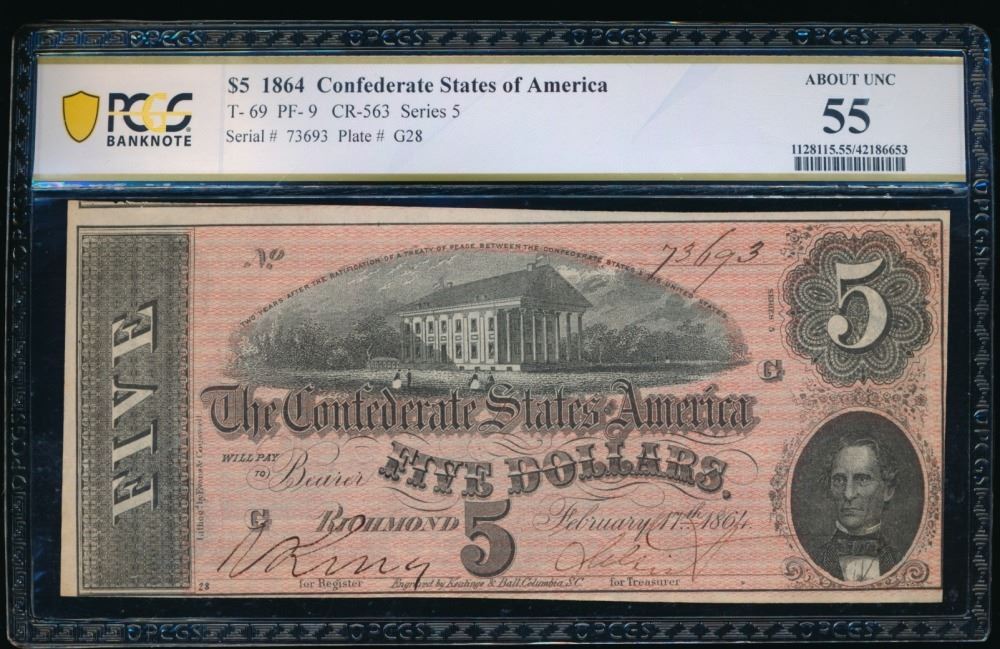 $5 1864 Confederate States of America
T- 69 PF- 9 CR-563 Series 5
Serial # 73693 Plate # G28
PCGS
BANKNOTE
ABOUT UNC
55
1128115.55/42186653
No 73693
TWO YEARS AFTER THE RATIFICATION OF A TREATY OF PEACE BETWEEN THE CONFEDERATE STATES & THE UNITED STATES
SERIES 5
5
FIVE
G
The Confederate States of America
WILL PAY
TO Bearer
FIVE DOLLARS.
G
RICHMOND 5 February 17th 1864.
for Register
Engraved by Keatinge & Ball, Columbia, S.C.
for Treasurer
28